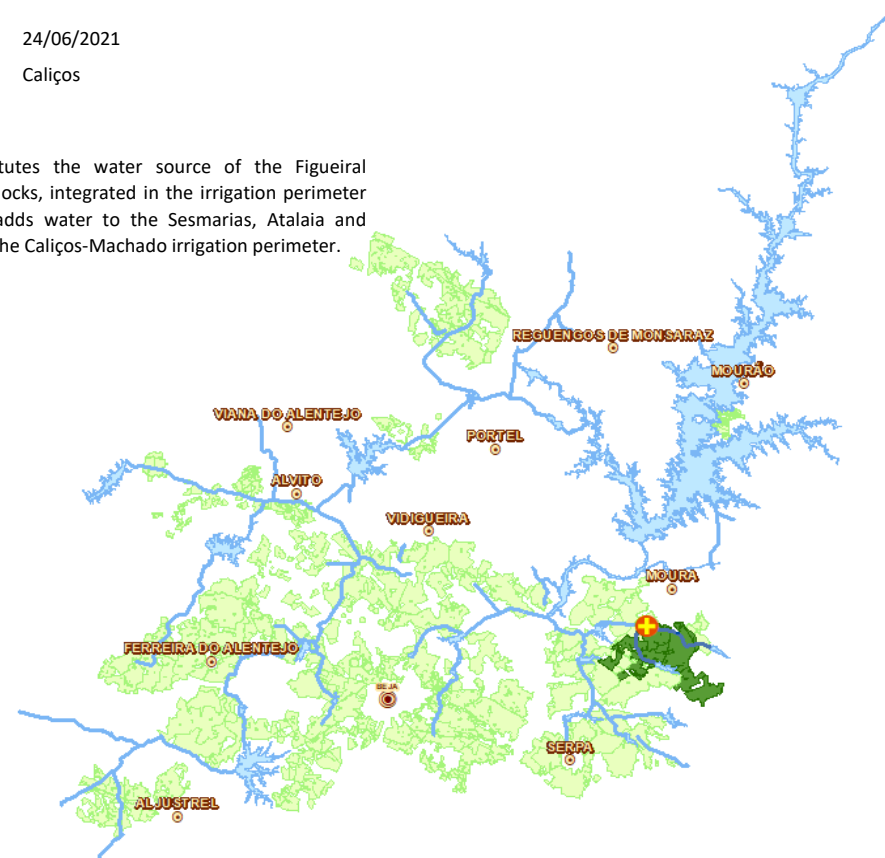 24/06/2021
Caliços
tutes the water source of the Figueiral
ocks, integrated in the irrigation perimeter
adds water to the Sesmarias, Atalaia and
he Caliços-Machado irrigation perimeter.
REGUENGOS DE MONSARAZ
MOURÃO
VIANA DO ALENTEJO
PORTEL
ALVITO
VIDIGUEIRA
MOURA
FERREIRA DO ALENTEJO
BEJA
SERPA
ALJUSTREL